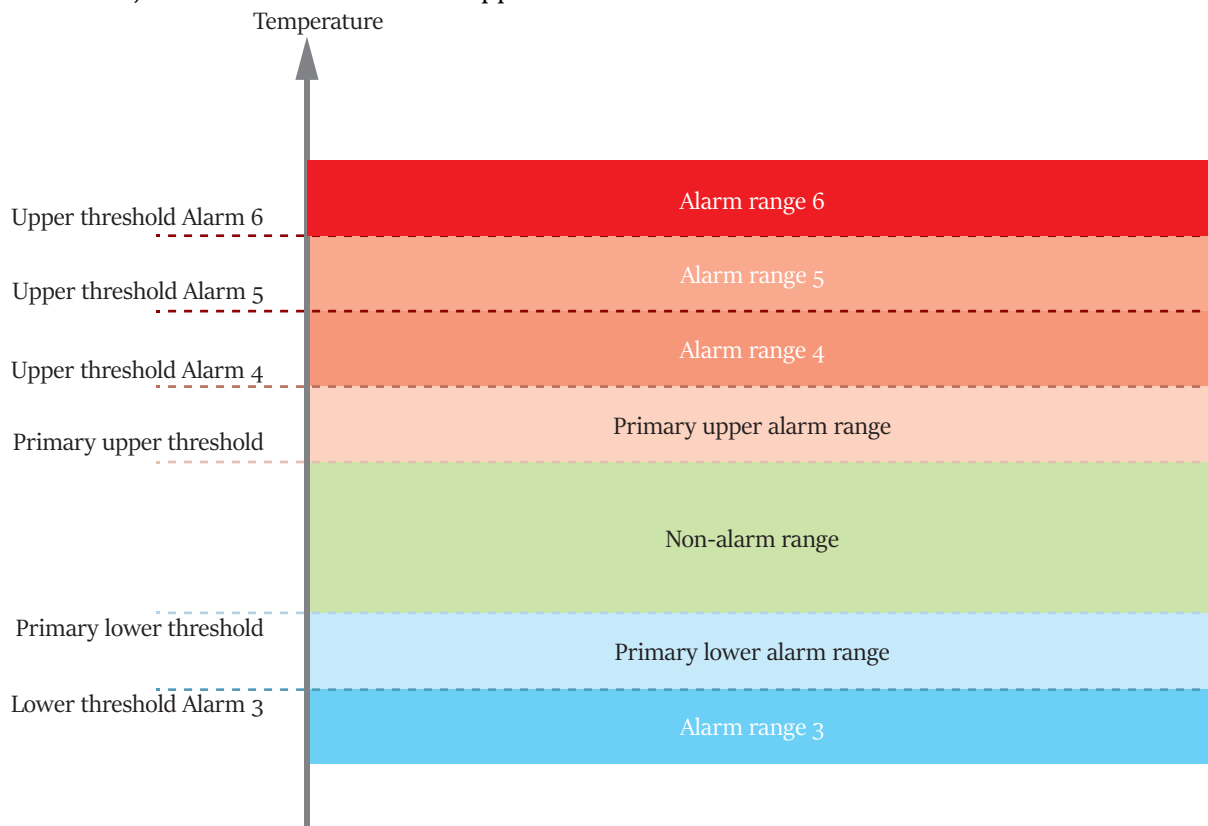 Temperature
Alarm range 6
Upper threshold Alarm 6
Alarm range 5
Upper threshold Alarm 5
Alarm range 4
Upper threshold Alarm 4
Primary upper alarm range
Primary upper threshold
Non-alarm range
Primary lower threshold
Primary lower alarm range
Lower threshold Alarm 3
Alarm range 3